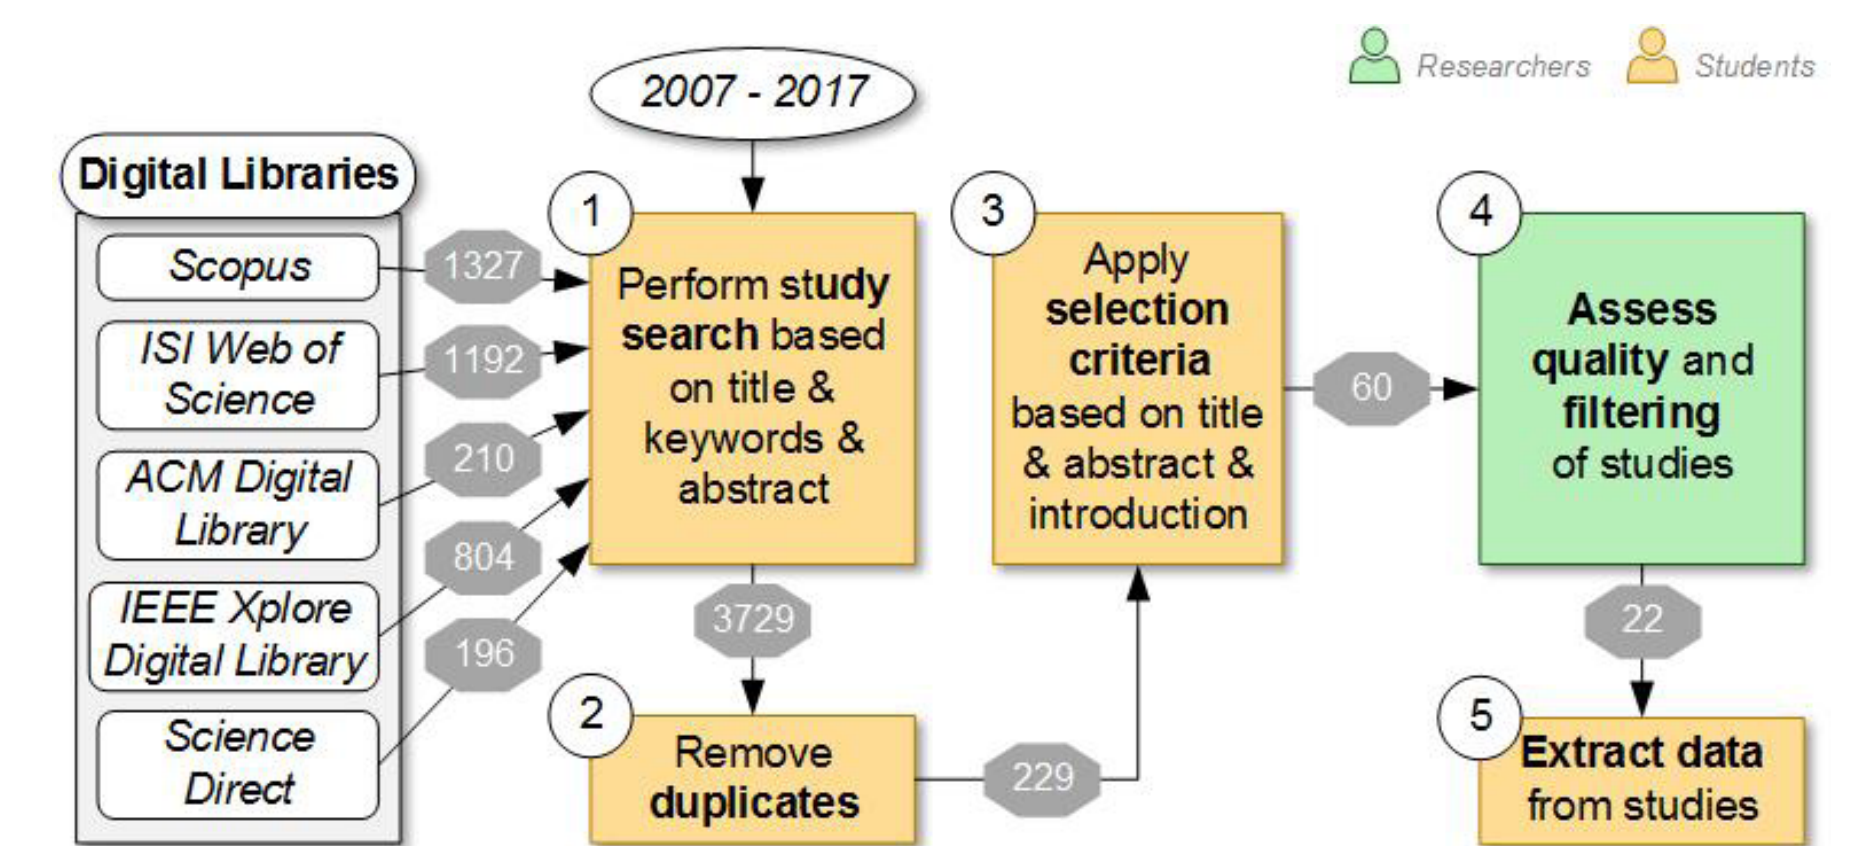 Researchers
Students
2007 - 2017
Digital Libraries
Scopus
ISI Web of
Science
ACM Digital
Library
IEEE Xplore
Digital Library
Science
Direct
1327
1192
210
804
196
1
Perform study
search based
on title &
keywords &
abstract
3729
2
Remove
duplicates
229
3
Apply
selection
criteria
based on title
& abstract &
introduction
60
4
Assess
quality and
filtering
of studies
22
5
Extract data
from studies